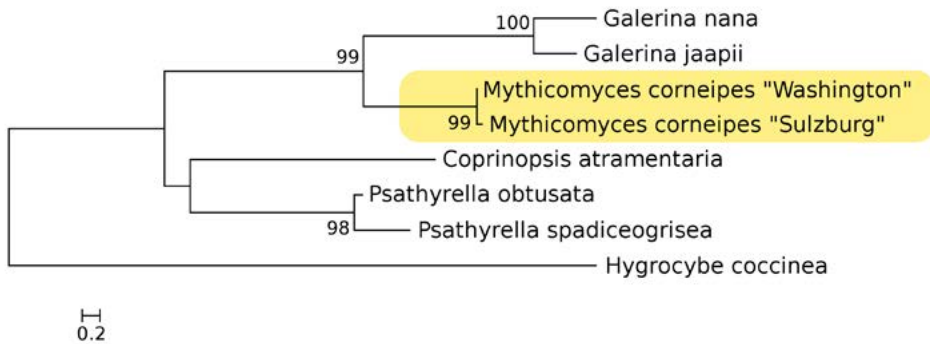 100
Galerina nana
99
Galerina jaapii
Mythicomyces corneipes "Washington"
99
Mythicomyces corneipes "Sulzburg"
Coprinopsis atramentaria
Psathyrella obtusata
98
Psathyrella spadiceogrisea
Hygrocybe coccinea
0.2